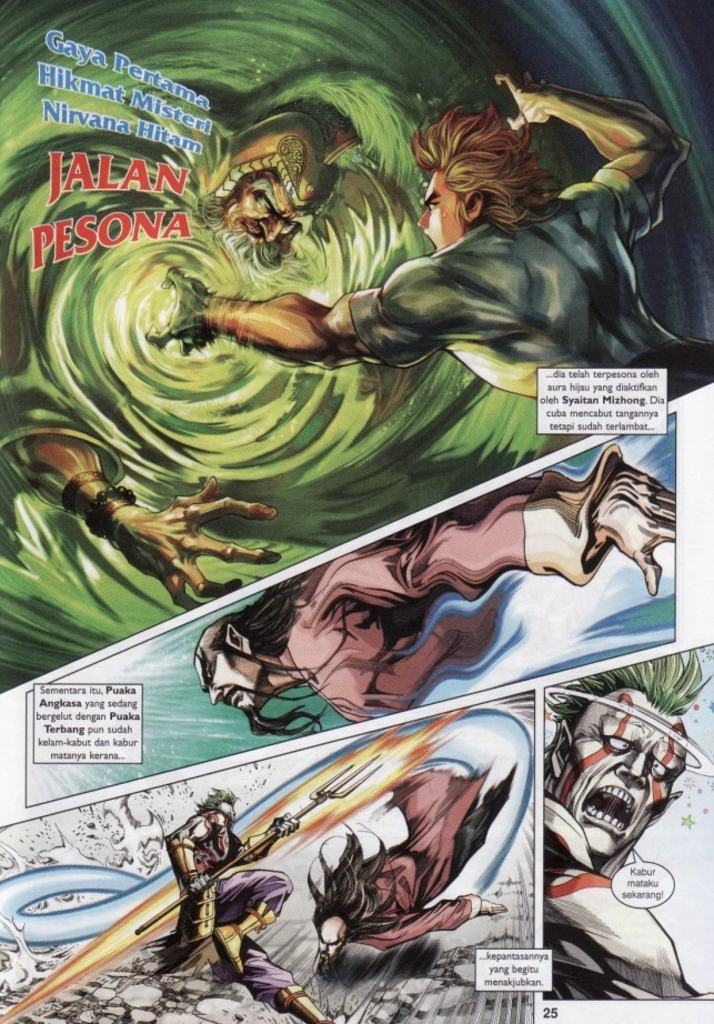 Gaya Pertama
Hikmat Misteri
Nirvana Hitam
JALAN
PESONA
...dia telah terpesona oleh
aura hijau yang diaktifkan
oleh Syaitan Mizhong. Dia
cuba mencabut tangannya
tetapi sudah terlambat...
Sementara itu, Puaka
Angkasa yang sedang
bergelut dengan Puaka
Terbang pun sudah
kelam-kabut dan kabur
matanya kerana...
Kabur
mataku
sekarang!
...kepantasannya
yang begitu
menakjubkan.
25